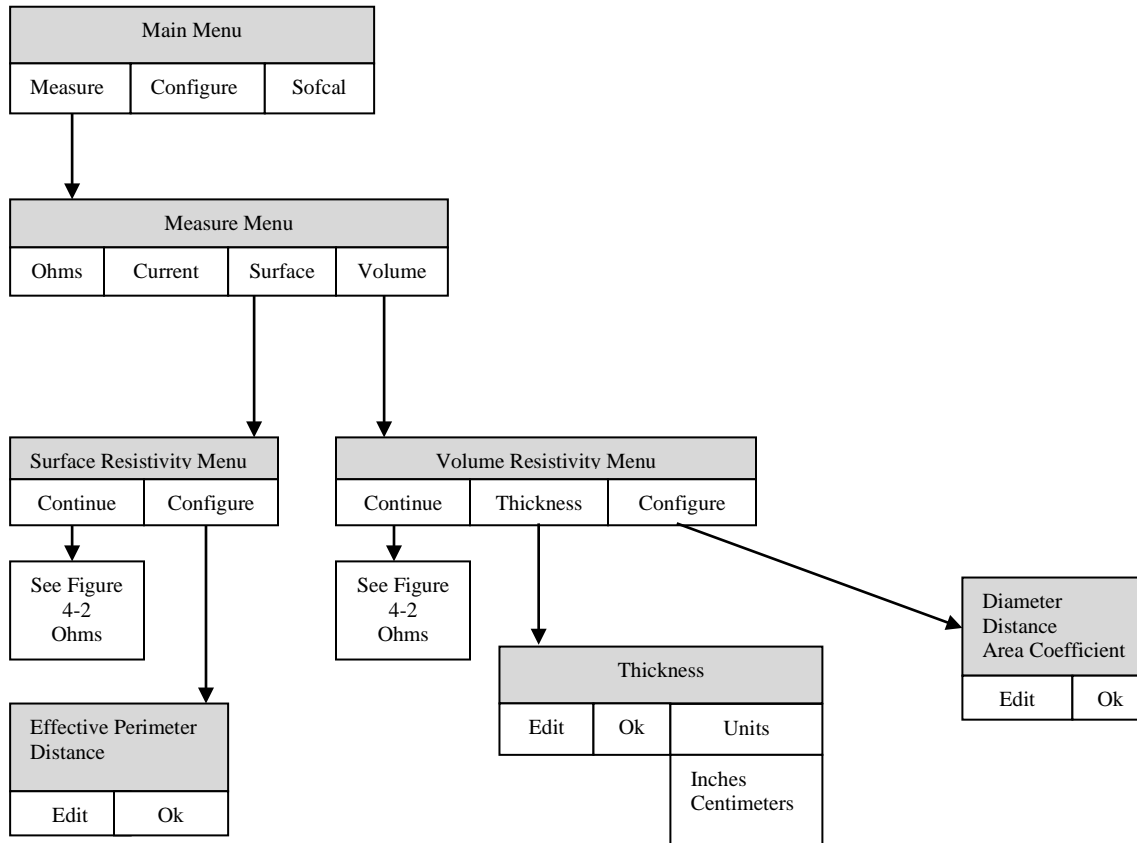 Main Menu
Measure Configure Sofcal
Measure Menu
Ohms Current Surface Volume
Surface Resistivity Menu
Continue Configure
See Figure
4-2
Ohms
Effective Perimeter
Distance
Edit Ok
Volume Resistivity Menu
Continue Thickness Configure
See Figure
4-2
Ohms
Thickness
Edit Ok Units
Inches
Centimeters
Diameter
Distance
Area Coefficient
Edit Ok